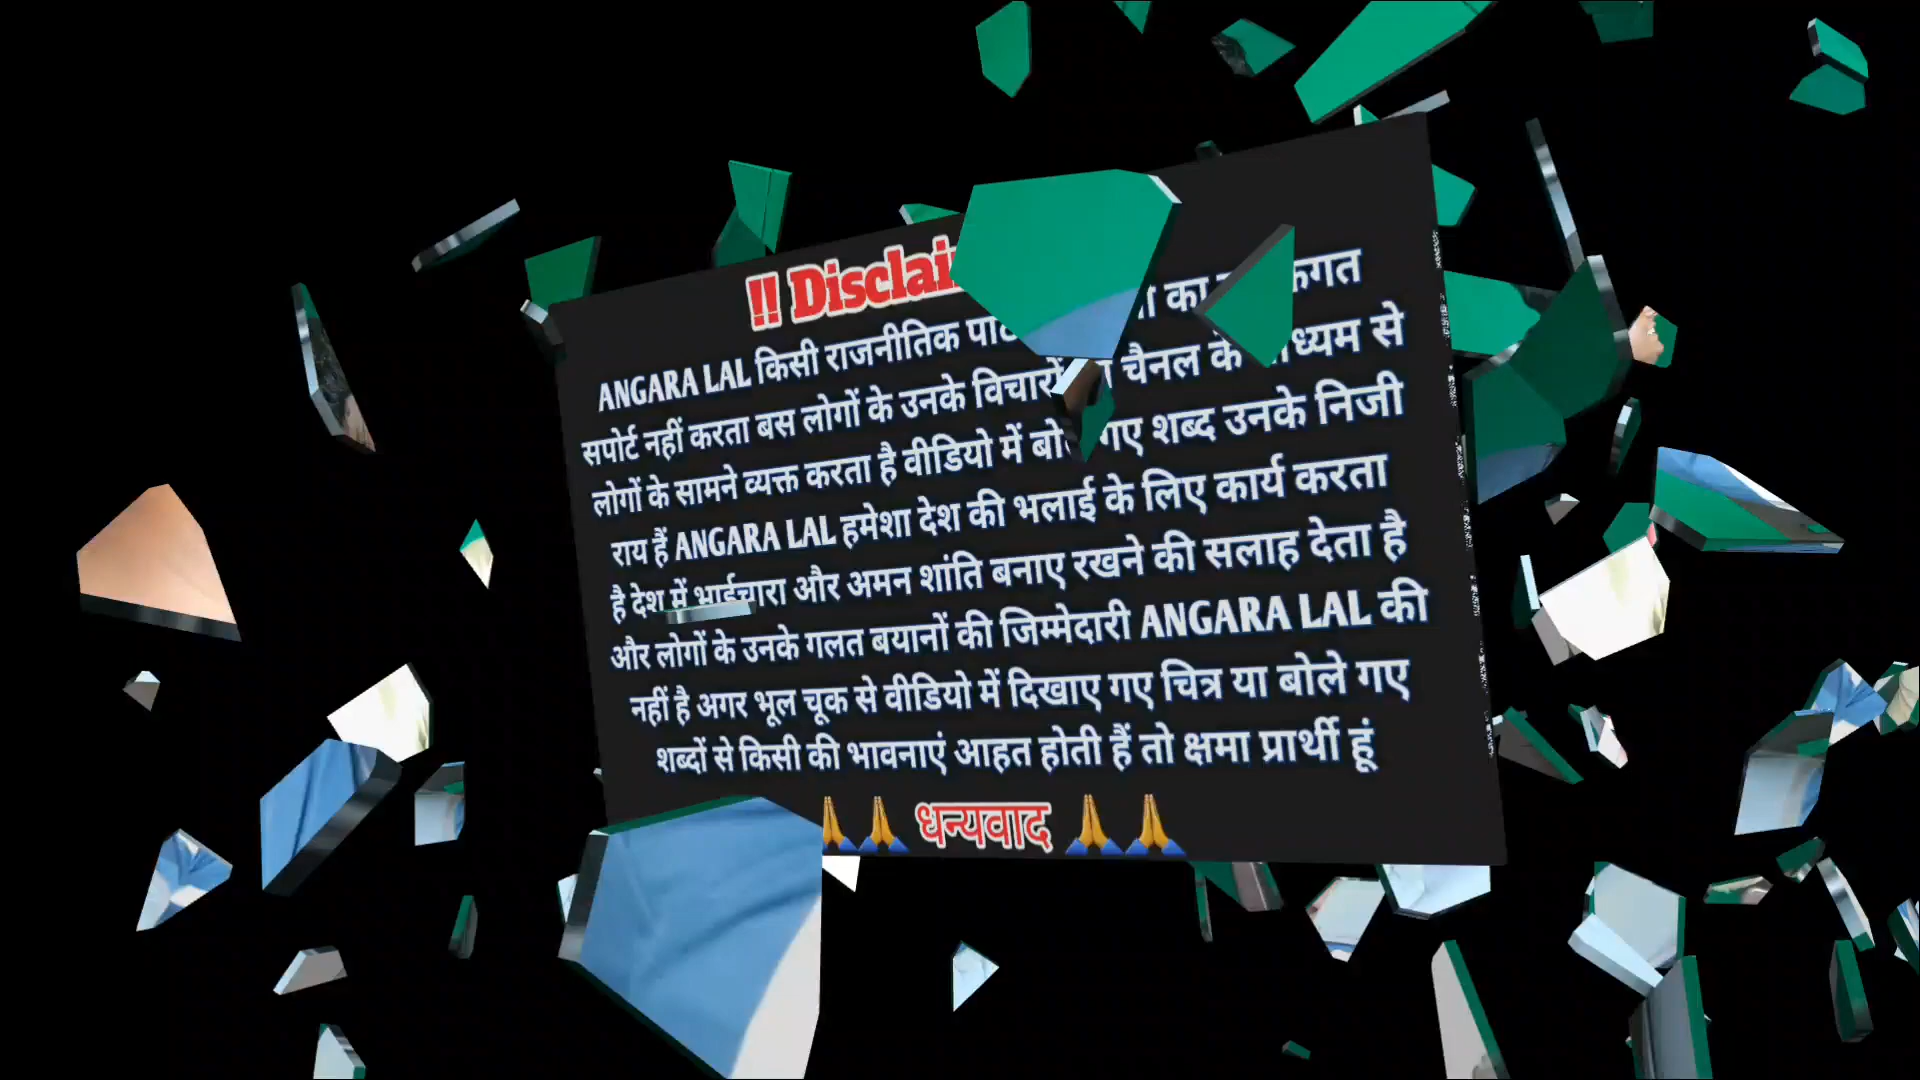 !! Disclai
ANGARA LAL किसी राजनीतिक का
सपोर्ट नहीं करता बस लोगों के उनके विचारों चैनल के से
लोगों के सामने व्यक्त करता है वीडियो में गए शब्द उनके निजी
राय हैं ANGARA LAL हमेशा देश की भलाई के लिए कार्य करता
है देश में भाईचारा और अमन शांति बनाए रखने की सलाह देता है
और लोगों के उनके गलत बयानों की जिम्मेदारी ANGARA LAL की
नहीं है अगर भूल चूक से वीडियो में दिखाए गए चित्र या बोले गए
शब्दों से किसी की भावनाएं आहत होती हैं तो क्षमा प्रार्थी हूं
धन्यवाद